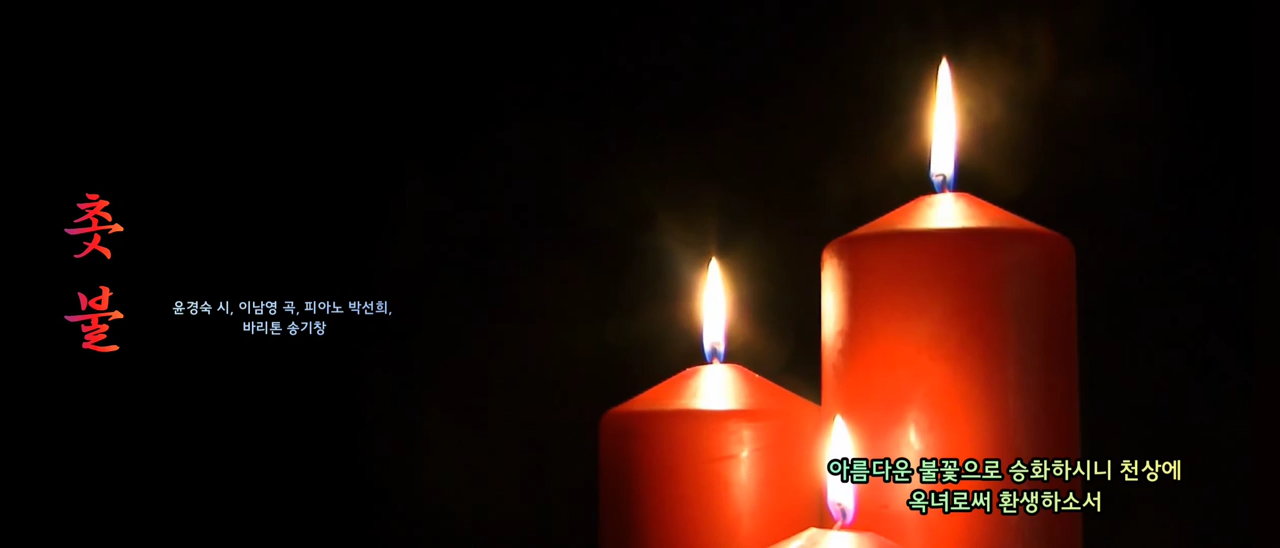 촛
불
윤경숙 시, 이남영 곡, 피아노 박선희,
바리톤 송기창
아름다운 불꽃으로 승화하시니 천상에
옥녀로써 환생하소서